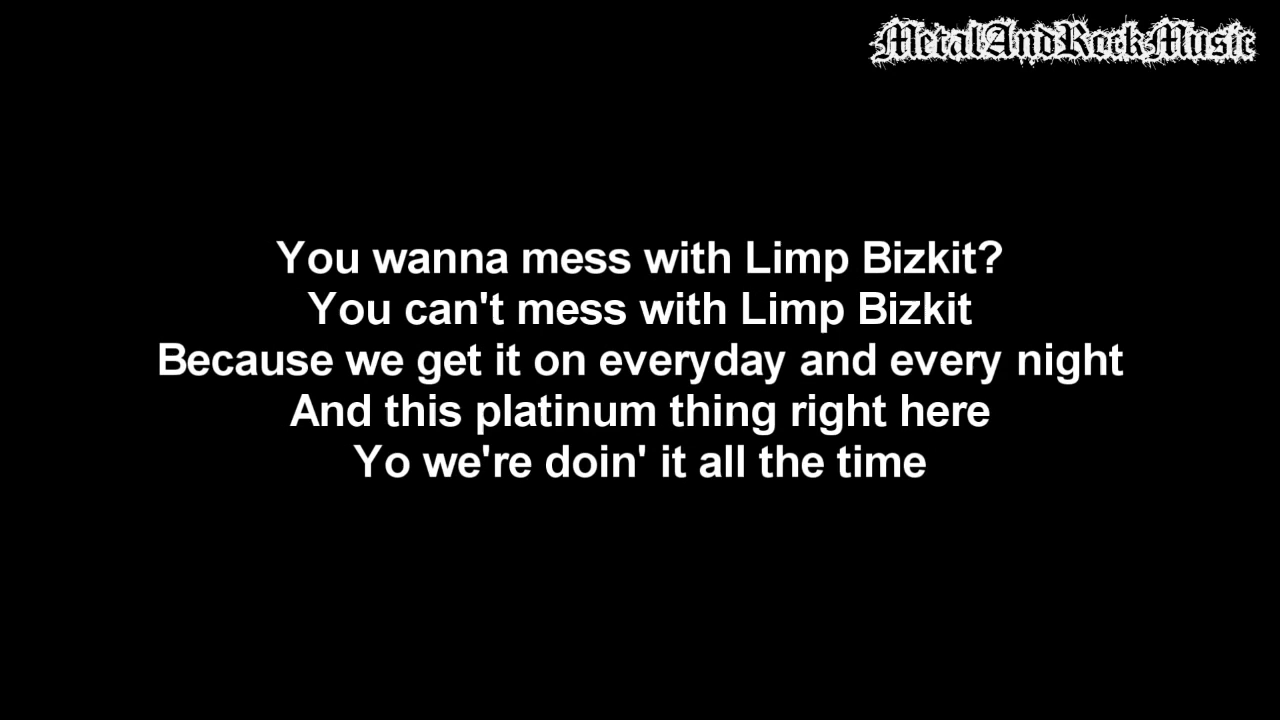 MetalAndRockMusic
You wanna mess with Limp Bizkit?
You can't mess with Limp Bizkit
Because we get it on everyday and every night
And this platinum thing right here
Yo we're doin' it all the time